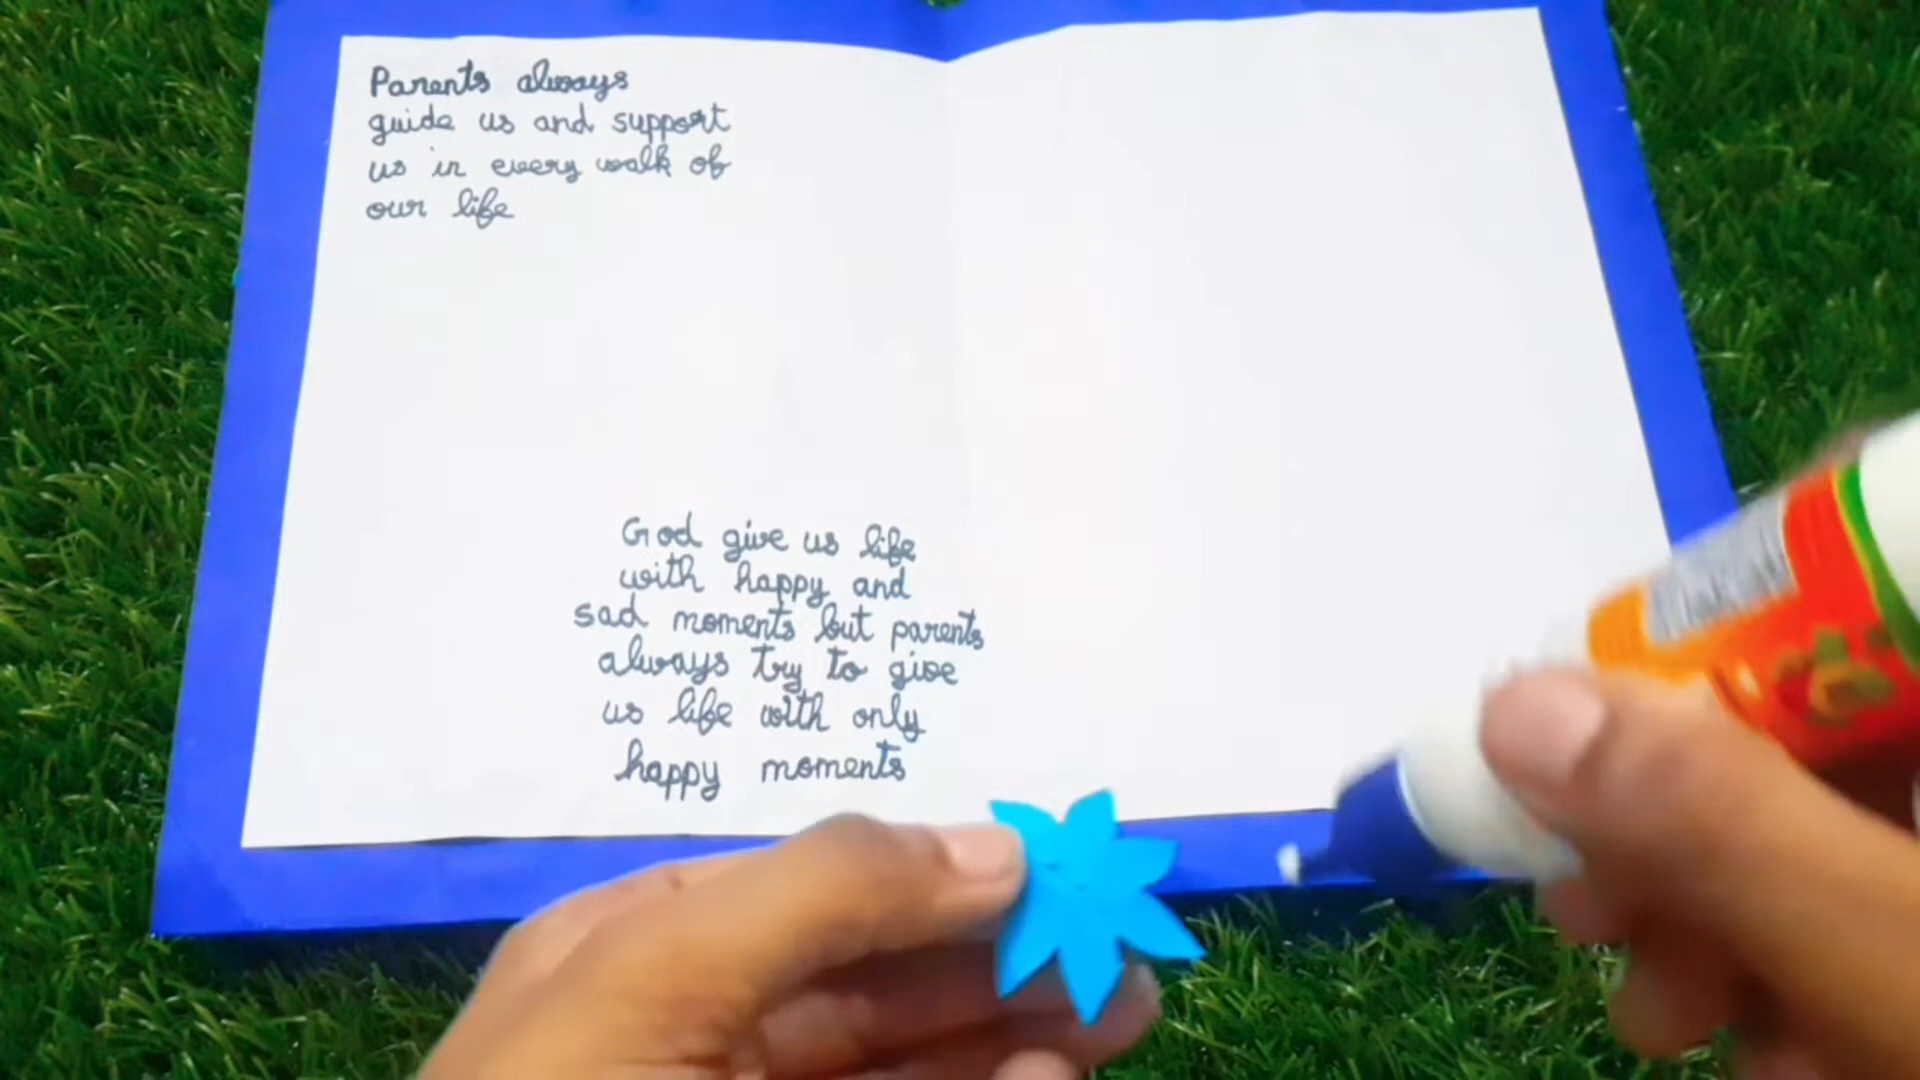 Parents always
guide us and support
us in every walk of
our life
God give us life
with happy and
sad moments but parents
always try to give
us life with only
happy moments